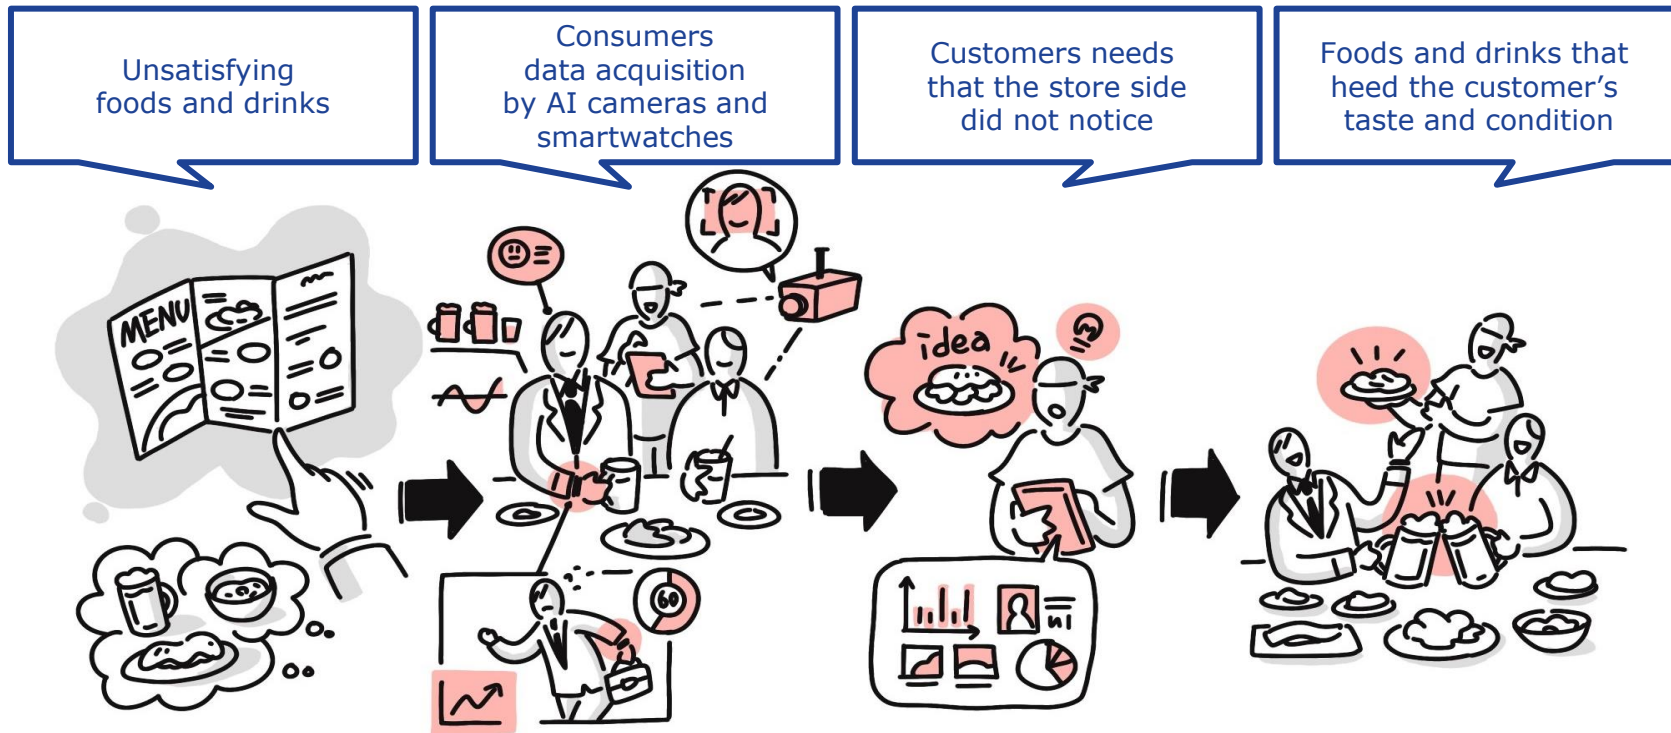 Unsatisfying
foods and drinks
Consumers
data acquisition
by AI cameras and
smartwatches
Customers needs
that the store side
did not notice
Foods and drinks that
heed the customer's
taste and condition
MENU
idea
60